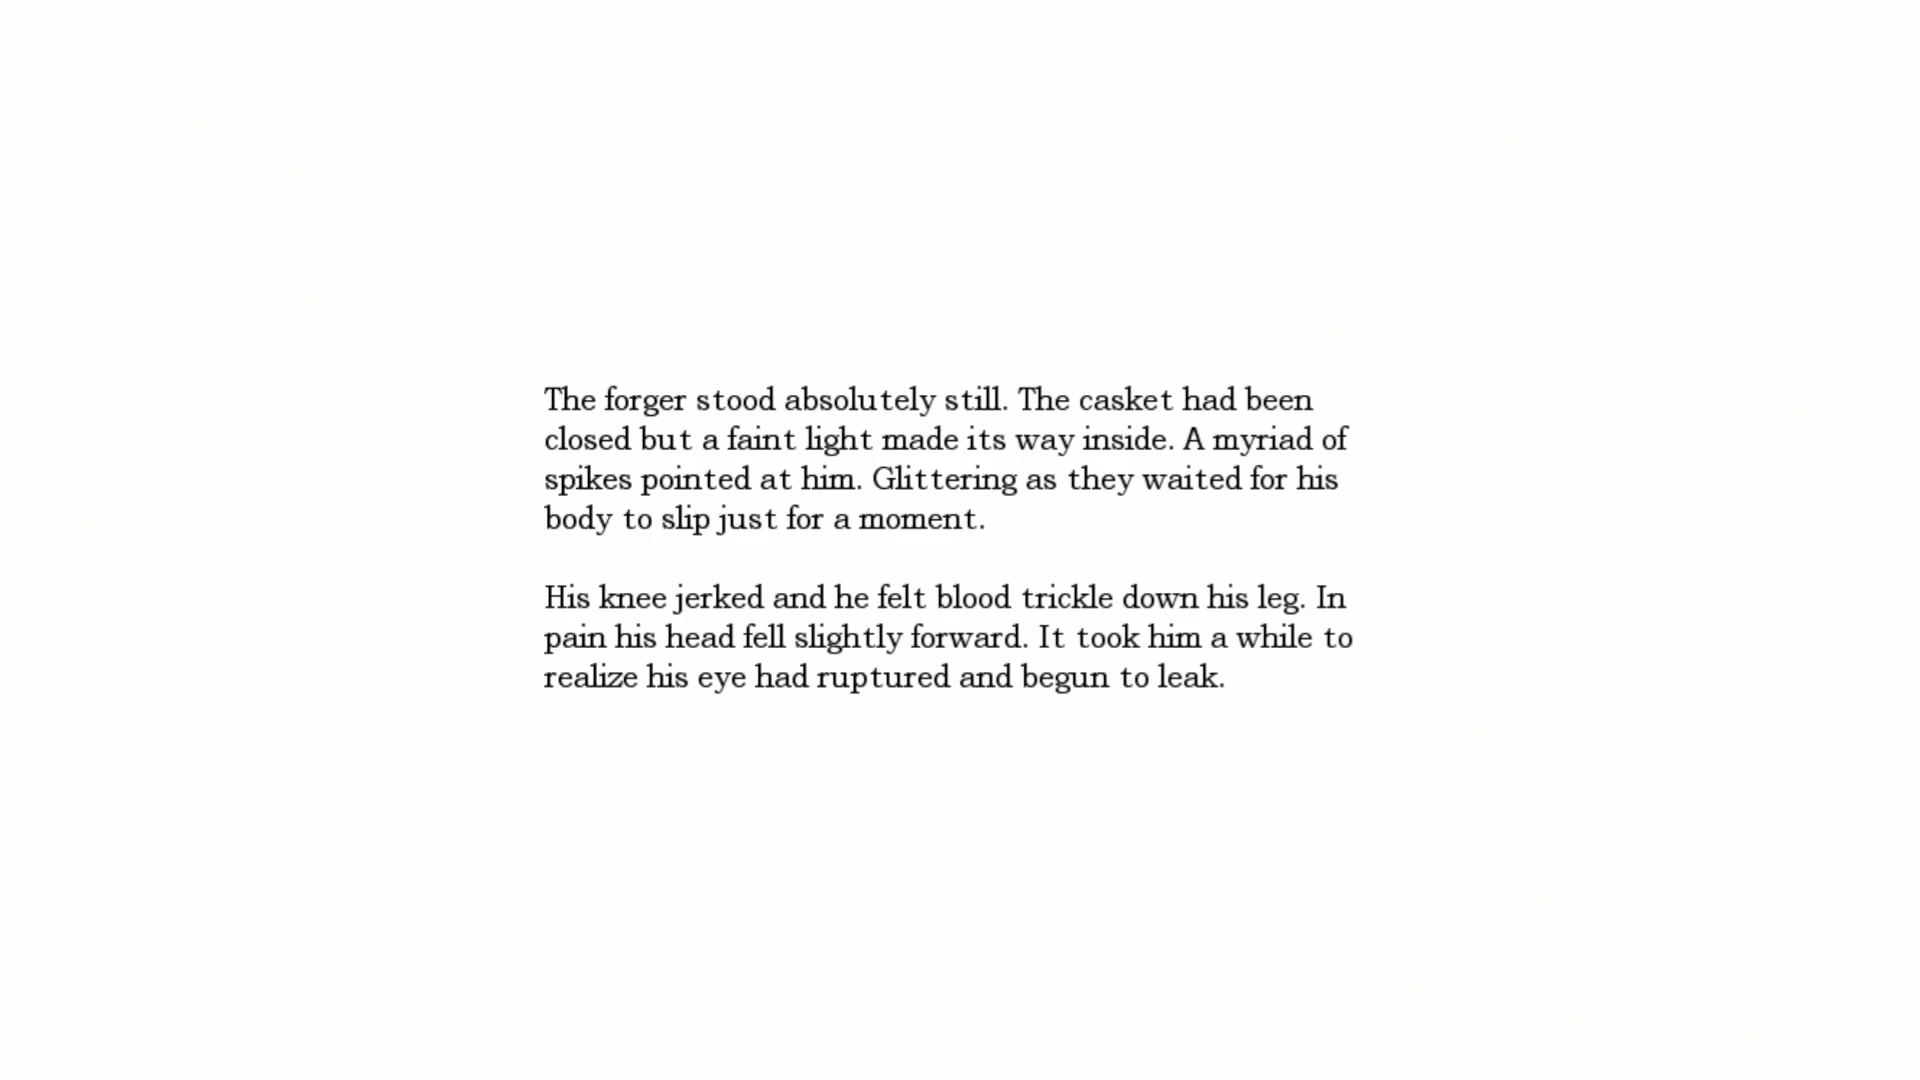 The forger stood absolutely still. The casket had been
closed but a faint light made its way inside. A myriad of
spikes pointed at him. Glittering as they waited for his
body to slip just for a moment.
His knee jerked and he felt blood trickle down his leg. In
pain his head fell slightly forward. It took him a while to
realize his eye had ruptured and begun to leak.